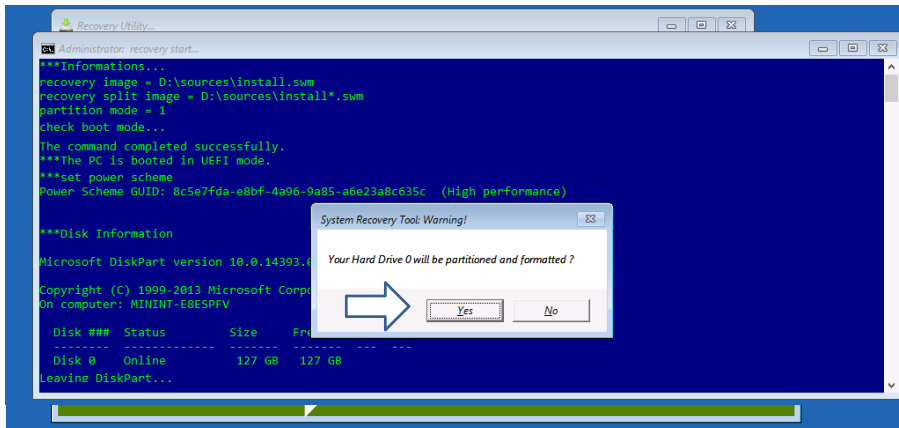 Recovery Utility...
Administrator: recovery start...
***Informations...
recovery image = D:\sources\install.swm
recovery split image = D:\sources\install*.swm
partition mode = 1
check boot mode...
The command completed successfully.
***The PC is booted in UEFI mode.
***set power scheme
Power Scheme GUID: 8c5e7fda-e8bf-4a96-9a85-a6e23a8c635c (High performance)
***Disk Information
Microsoft DiskPart version 10.0.14393.
Copyright (C) 1999-2013 Microsoft Corp
On computer: MININT-E8ESPFV
Disk ### Status Size Fre
-------- ------------- ------- ------- --- ---
Disk 0 Online 127 GB 127 GB
Leaving DiskPart...
System Recovery Tool: Warning!
Your Hard Drive 0 will be partitioned and formatted ?
Yes No